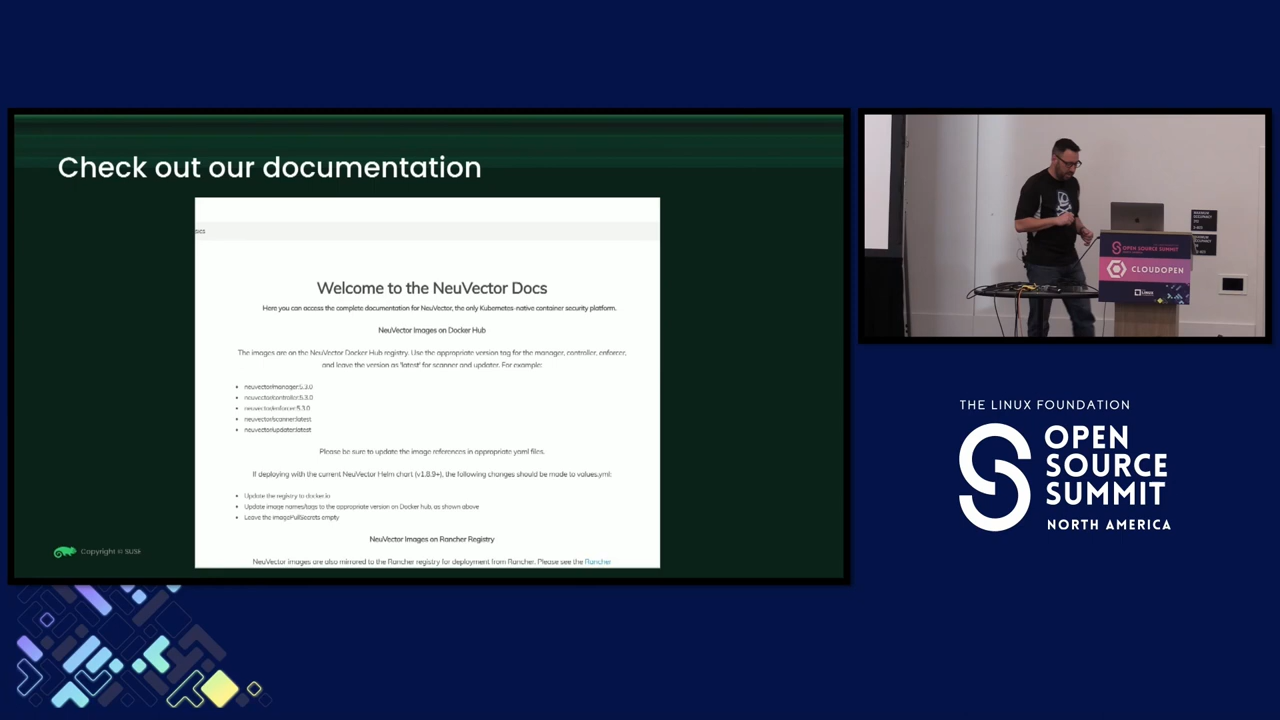 Check out our documentation
ocs
Welcome to the NeuVector Docs
Here you can access the complete documentation for NeuVector, the only Kubernetes-native container security platform.
NeuVector Images on Docker Hub
The images are on the NeuVector Docker Hub registry. Use the appropriate version tag for the manager, controller, enforcer,
and leave the version as 'latest' for scanner and updater. For example:
neuvector/manager:5.3.0
neuvector/controller:5.3.0
neuvector/enforcer:5.3.0
neuvector/scanner:latest
neuvector/updater:latest
Please be sure to update the image references in appropriate yaml files.
If deploying with the current NeuVector Helm chart (v1.8.9+), the following changes should be made to values.yml:
Update the registry to docker.io
Update image names/tags to the appropriate version on Docker hub, as shown above
Leave the imagePullSecrets empty
NeuVector Images on Rancher Registry
NeuVector images are also mirrored to the Rancher registry for deployment from Rancher. Please see the Rancher
Copyright © SUSE
OPEN SOURCE SUMMIT
CLOUDOPEN
THE LINUX FOUNDATION
OPEN
SOURCE
SUMMIT
NORTH AMERICA